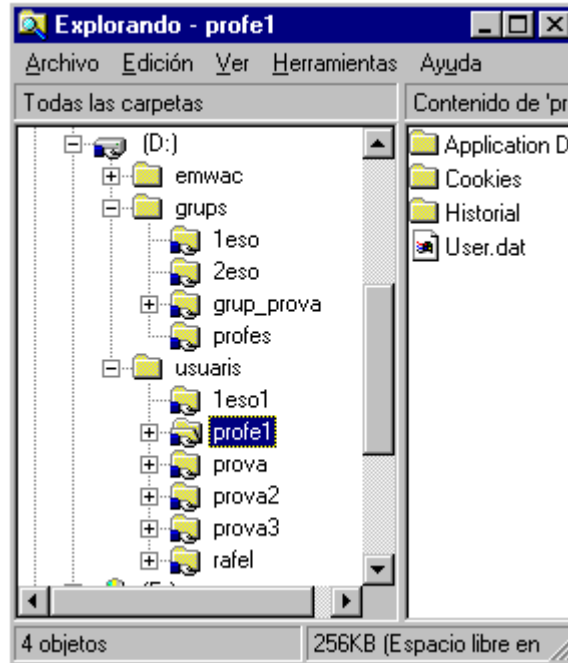 Explorando - profe1
Archivo Edición Ver Herramientas Ayuda
Todas las carpetas
Contenido de 'pr
(D:)
emwac
grups
1eso
2eso
grup_prova
profes
usuaris
1eso1
profe1
prova
prova2
prova3
rafel
Application D
Cookies
Historial
User.dat
4 objetos
256KB (Espacio libre en